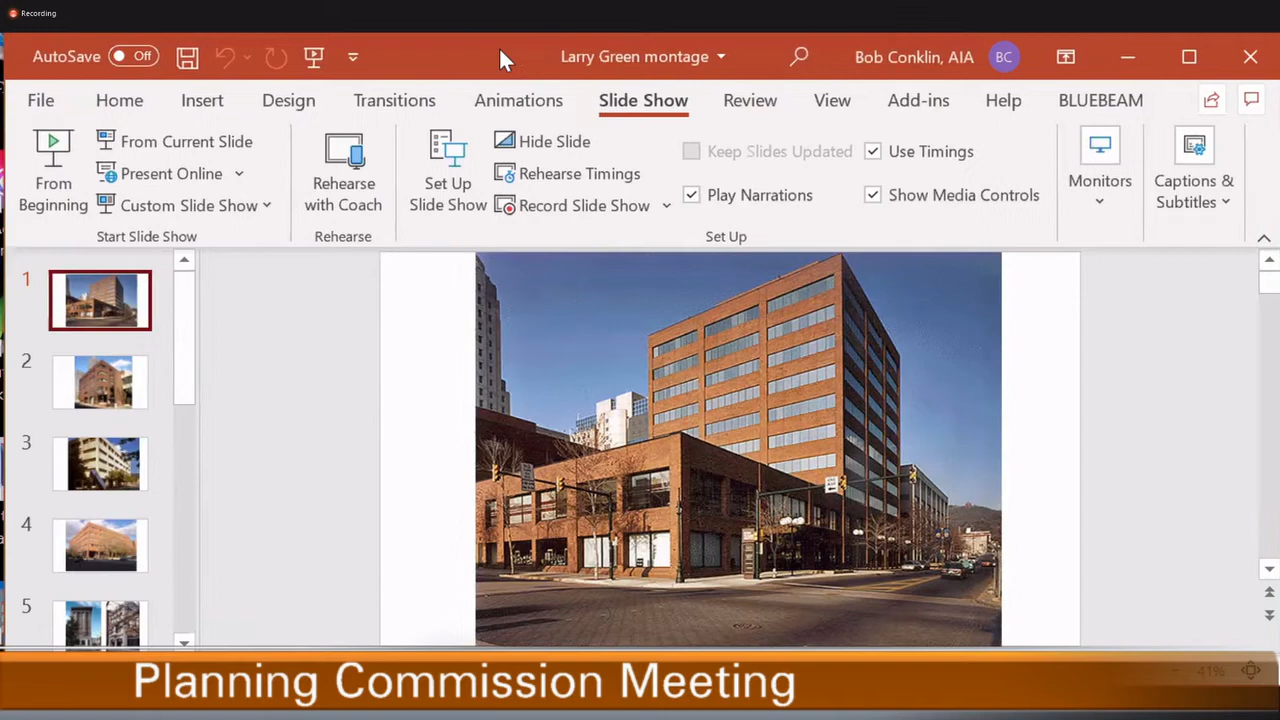 Recording
AutoSave Off Larry Green montage Bob Conklin, AIA BC
File Home Insert Design Transitions Animations Slide Show Review View Add-ins Help BLUEBEAM
From Beginning
From Current Slide
Present Online
Custom Slide Show
Start Slide Show
Rehearse with Coach
Rehearse
Set Up Slide Show
Hide Slide
Rehearse Timings
Record Slide Show
Keep Slides Updated
Play Narrations
Use Timings
Show Media Controls
Set Up
Monitors
Captions & Subtitles
1
2
3
4
5
Planning Commission Meeting
41%